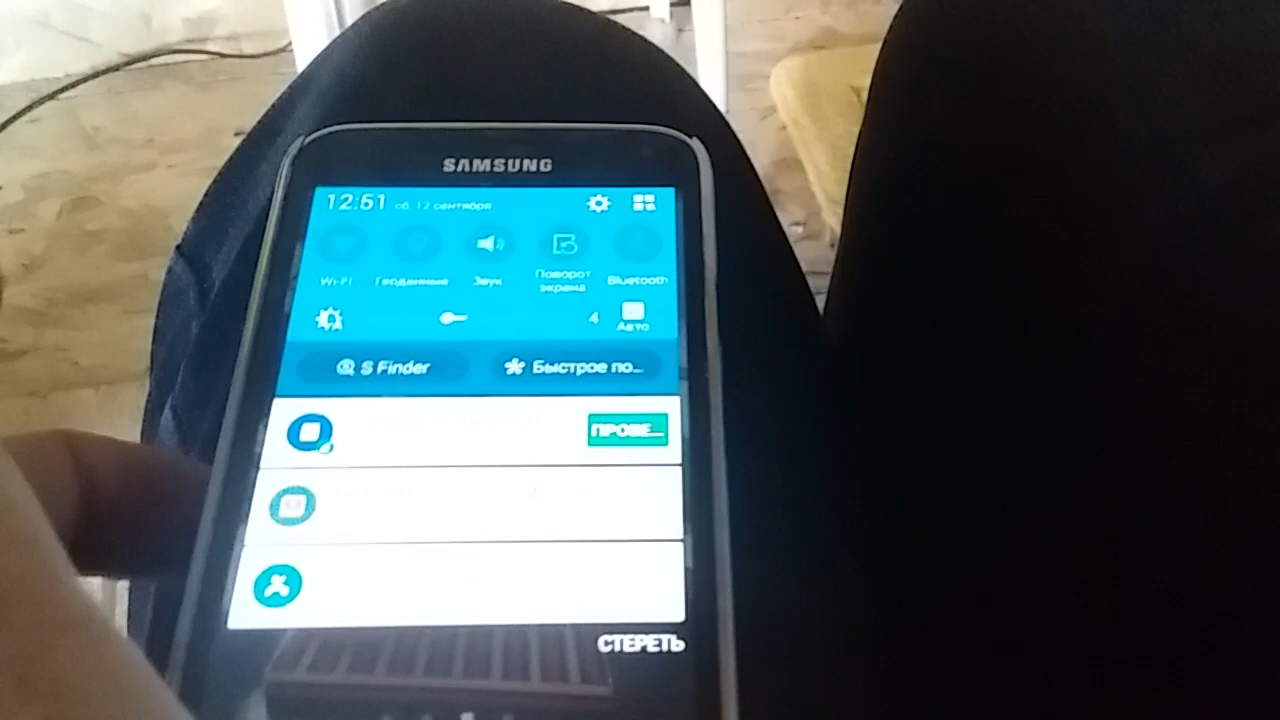 SAMSUNG
12:51 сб, 12 сентября
Wi-Fi Геоданные Звук Поворот экрана Bluetooth
4 Авто
S Finder Быстрое по...
ПРОВЕ...
СТЕРЕТЬ